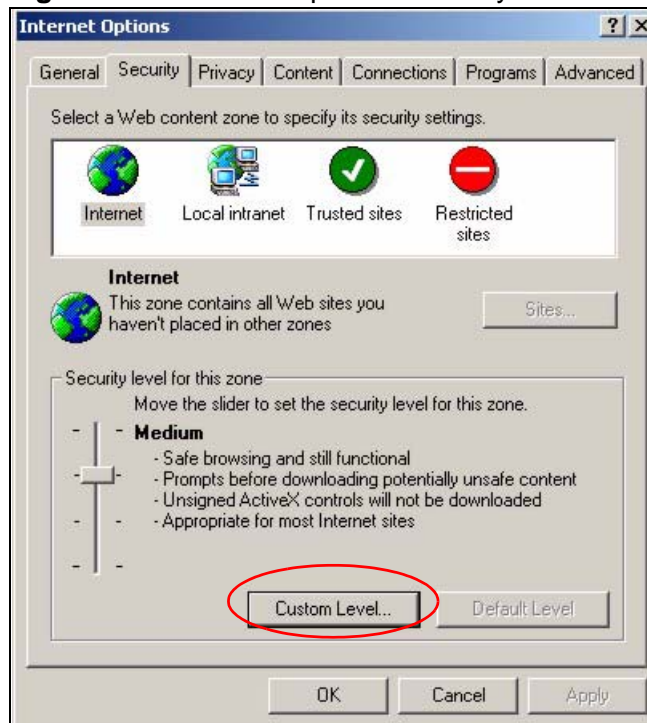 Internet Options
General Security Privacy Content Connections Programs Advanced
Select a Web content zone to specify its security settings.
Internet Local intranet Trusted sites Restricted
sites
Internet
This zone contains all Web sites you
haven't placed in other zones
Sites...
Security level for this zone
Move the slider to set the security level for this zone.
Medium
- Safe browsing and still functional
- Prompts before downloading potentially unsafe content
- Unsigned ActiveX controls will not be downloaded
- Appropriate for most Internet sites
Custom Level... Default Level
OK Cancel Apply